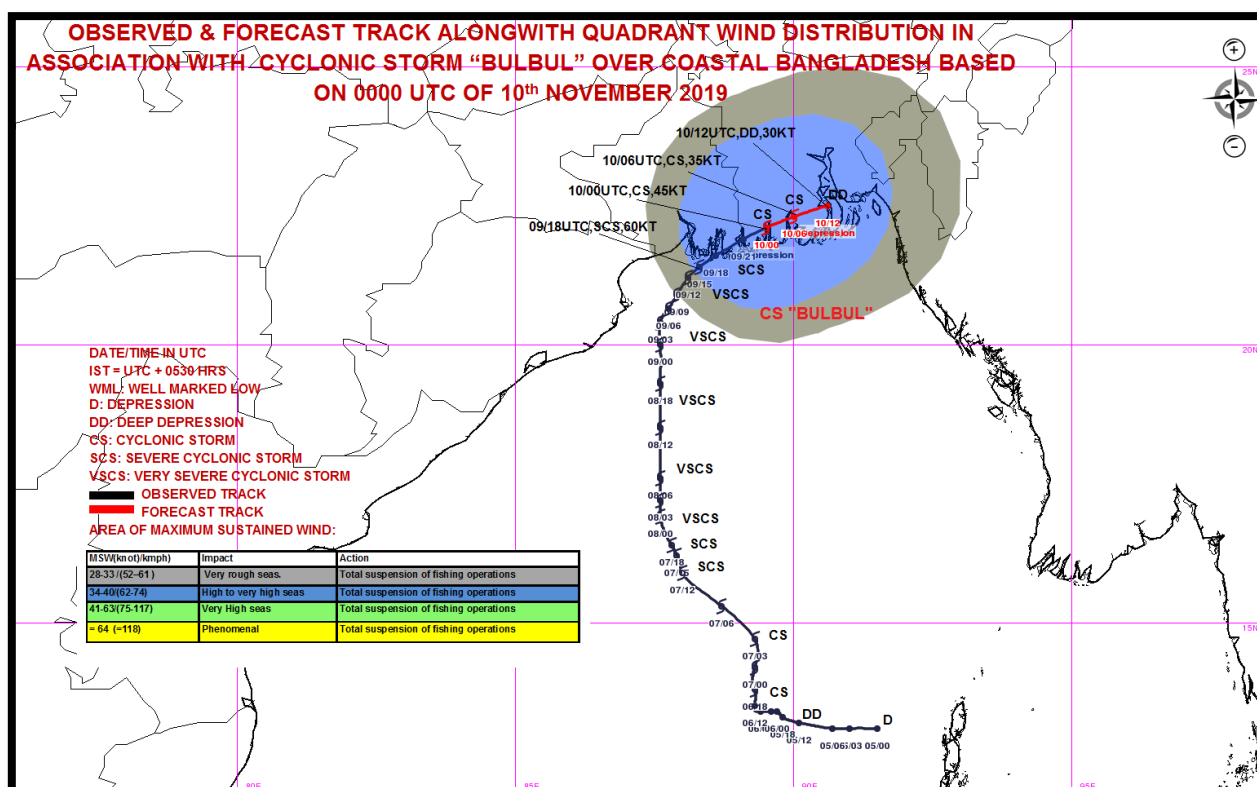 OBSERVED & FORECAST TRACK ALONGWITH QUADRANT WIND DISTRIBUTION IN
ASSOCIATION WITH CYCLONIC STORM “BULBUL” OVER COASTAL BANGLADESH BASED
ON 0000 UTC OF 10th NOVEMBER 2019
25N
10/12UTC,DD,30KT
10/06UTC,CS,35KT
10/00UTC,CS,45KT
09/18UTC,SCS,60KT
DD
CS
CS
10/12
10/06
10/00
09/21
09/18
SCS
09/15
09/12
VSCS
09/09
CS "BULBUL"
09/06
09/03
VSCS
20N
09/00
DATE/TIME IN UTC
IST = UTC + 0530 HRS
WML: WELL MARKED LOW
D: DEPRESSION
DD: DEEP DEPRESSION
CS: CYCLONIC STORM
SCS: SEVERE CYCLONIC STORM
VSCS: VERY SEVERE CYCLONIC STORM
OBSERVED TRACK
FORECAST TRACK
AREA OF MAXIMUM SUSTAINED WIND:
08/18
VSCS
08/12
VSCS
08/06
08/03
VSCS
08/00
SCS
07/18
SCS
07/12
MSW(knot)/kmph) Impact Action
28-33/(52–61) Very rough seas. Total suspension of fishing operations
34-40/(62-74) High to very high seas Total suspension of fishing operations
41-63/(75-117) Very High seas Total suspension of fishing operations
= 64 (=118) Phenomenal Total suspension of fishing operations
07/06
15N
CS
07/03
07/00
CS
06/18
06/12
05/18
DD
05/12
D
05/06
05/00
80E
85E
90E
95E